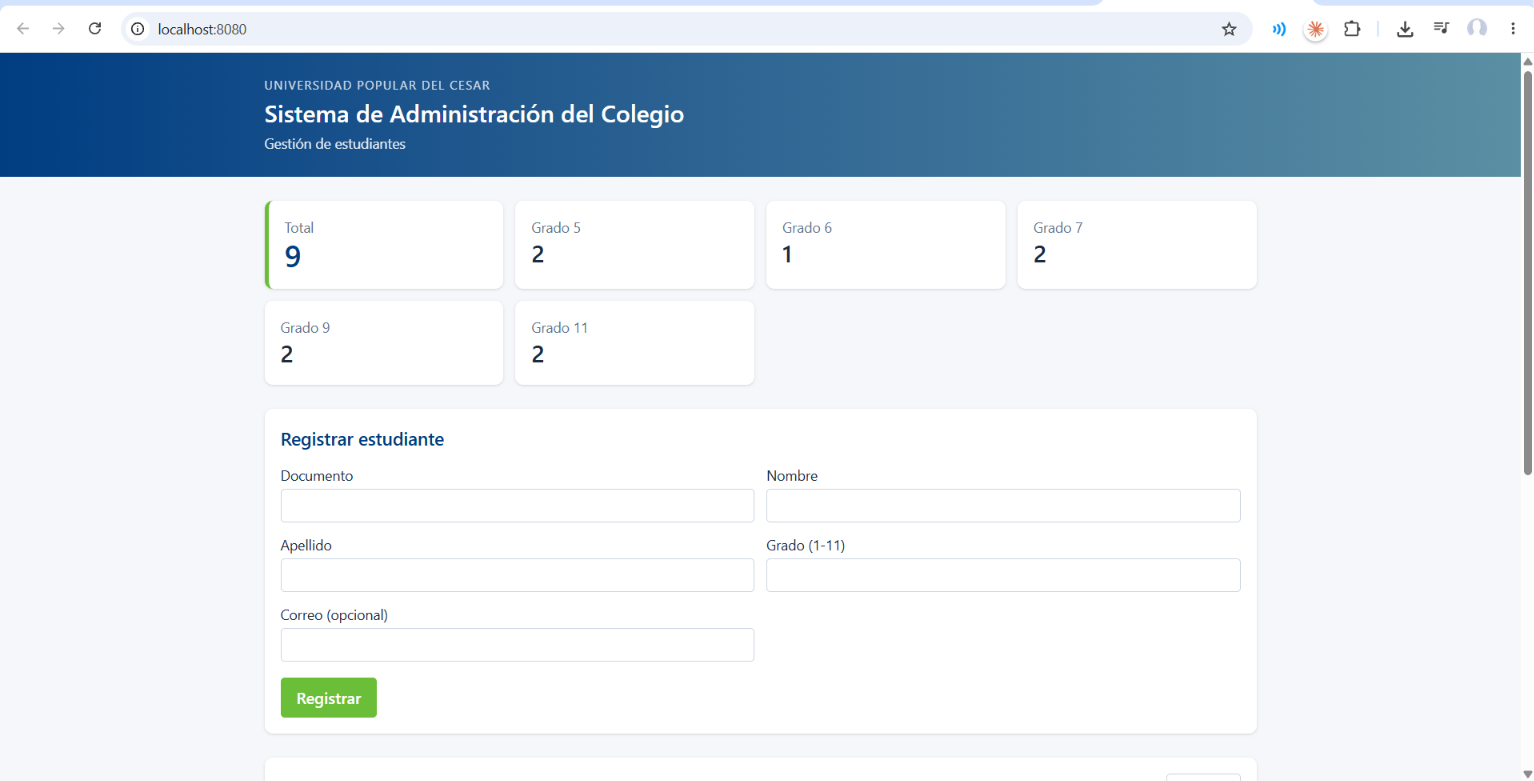 localhost:8080
UNIVERSIDAD POPULAR DEL CESAR
Sistema de Administración del Colegio
Gestión de estudiantes
Total
9
Grado 5
2
Grado 6
1
Grado 7
2
Grado 9
2
Grado 11
2
Registrar estudiante
Documento
Nombre
Apellido
Grado (1-11)
Correo (opcional)
Registrar